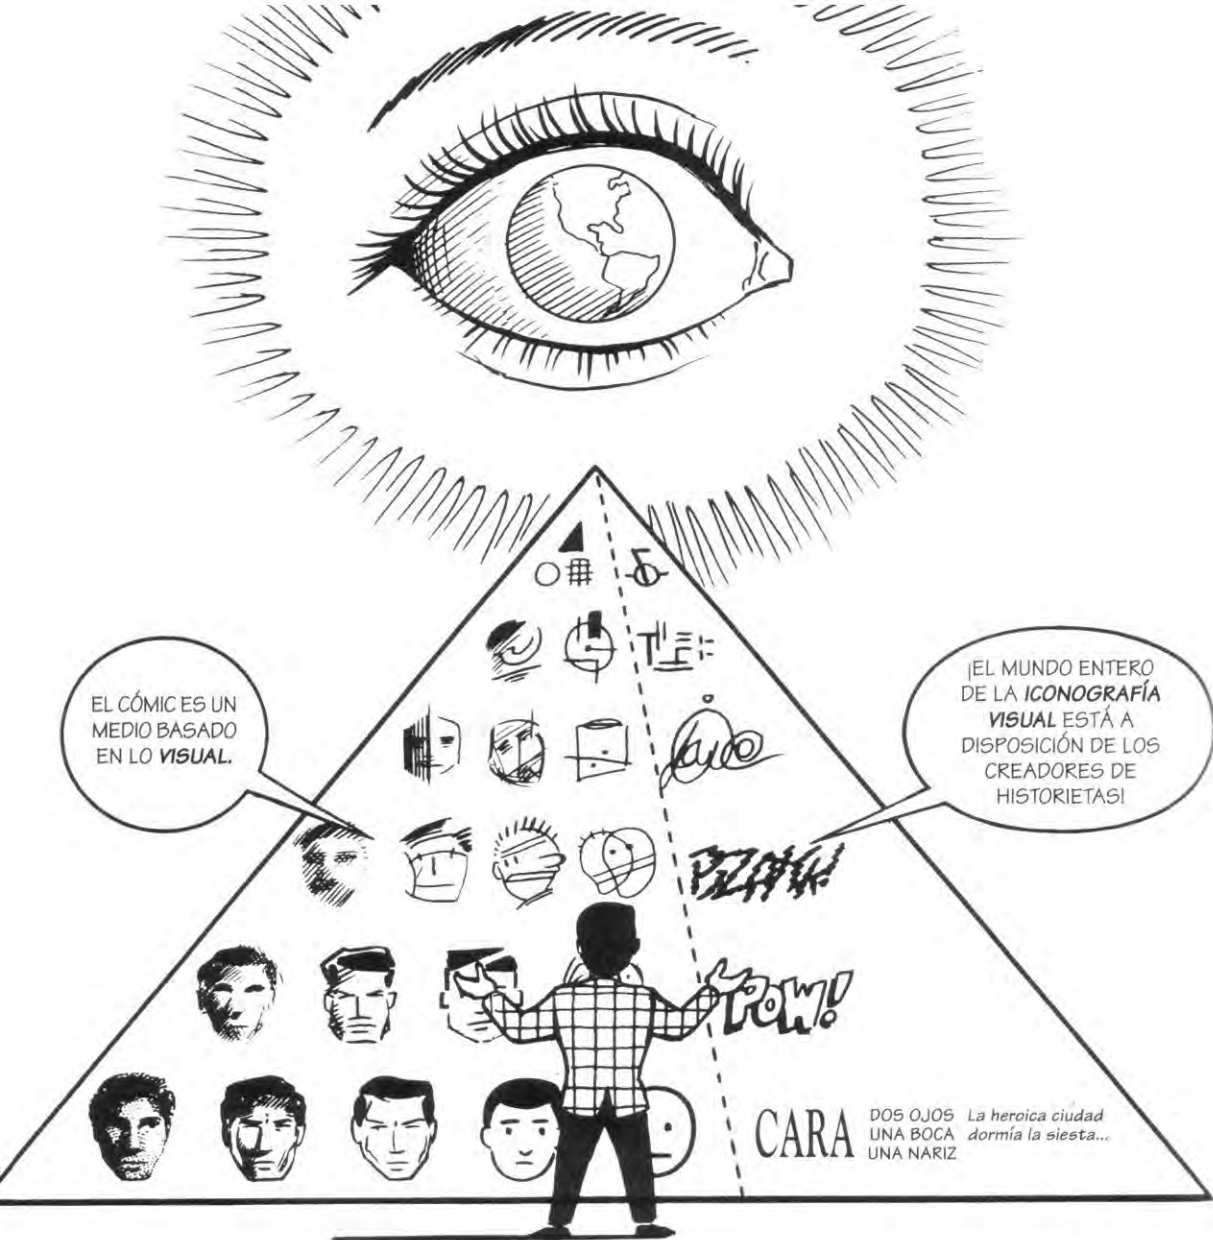 EL CÓMIC ES UN
MEDIO BASADO
EN LO VISUAL.
¡EL MUNDO ENTERO
DE LA ICONOGRAFÍA
VISUAL ESTÁ A
DISPOSICIÓN DE LOS
CREADORES DE
HISTORIETAS!
POW!
CARA
DOS OJOS
UNA BOCA
UNA NARIZ
La heroica ciudad
dormía la siesta...